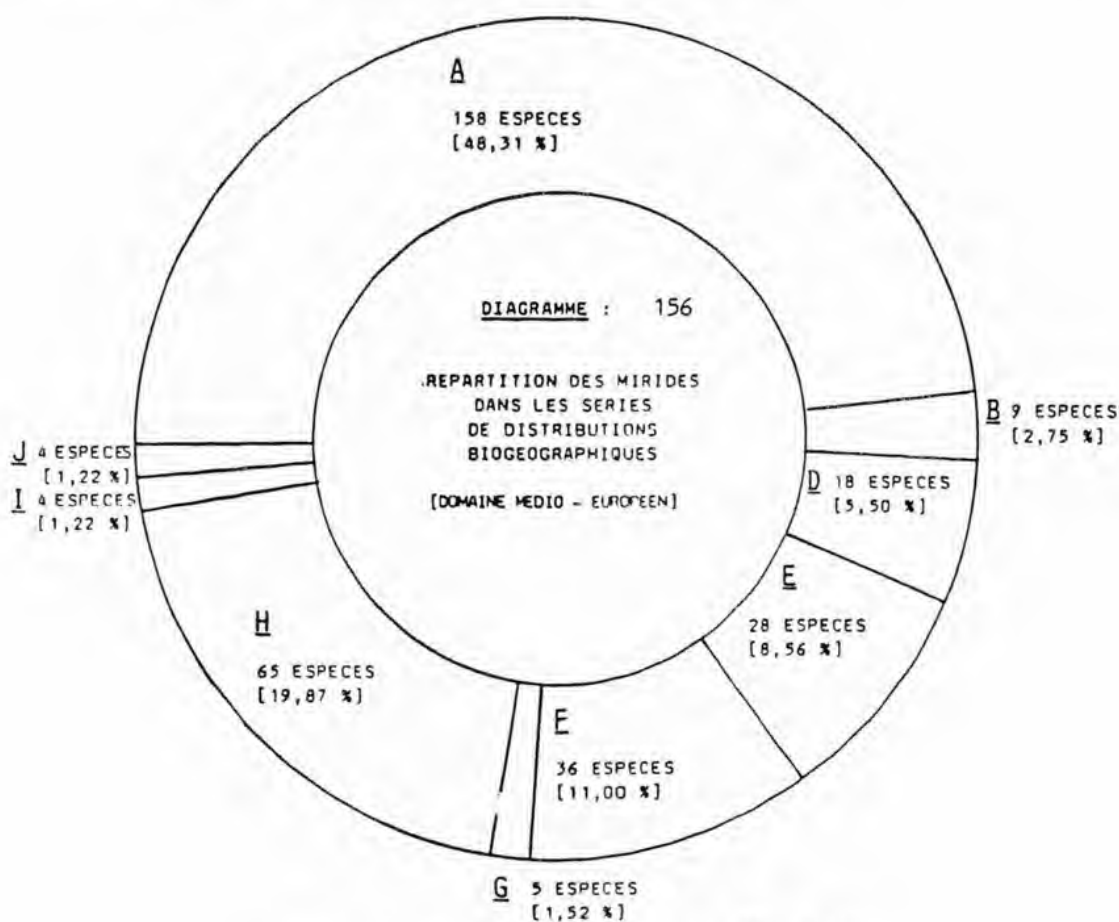 A
158 ESPECES
[48,31 %]
DIAGRAMME : 156
REPARTITION DES MIRIDES
DANS LES SERIES
DE DISTRIBUTIONS
BIOGEOGRAPHIQUES
[DOMAINE MEDIO - EUROPEEN]
B 9 ESPECES
[2,75 %]
D 18 ESPECES
[5,50 %]
E
28 ESPECES
[8,56 %]
F
36 ESPECES
[11,00 %]
G 5 ESPECES
[1,52 %]
H
65 ESPECES
[19,87 %]
I 4 ESPECES
[1,22 %]
J 4 ESPECES
[1,22 %]